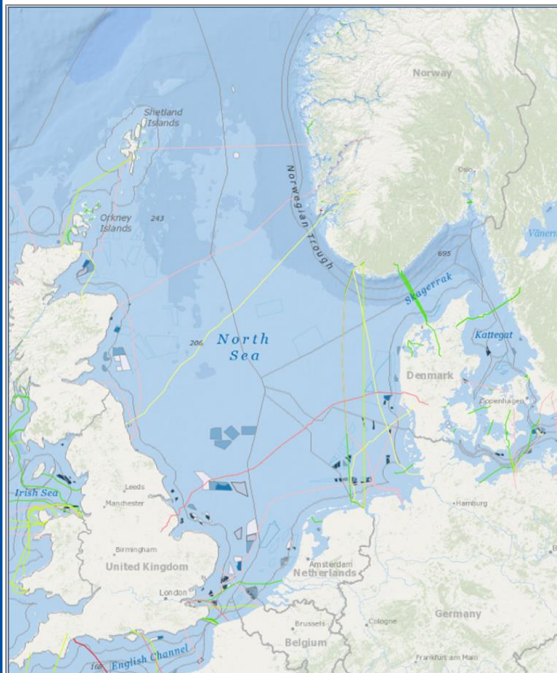 Norway
Shetland
Islands
Oslo
Norwegian Trough
Orkney
Islands
243
695
Skagerrak
North
Sea
206
Kattegat
Denmark
Irish Sea
Leeds
Manchester
Hamburg
Birmingham
United Kingdom
Amsterdam
Netherlands
London
Brussels
Cologne
Germany
Belgium
English Channel
Frankfurt am Main